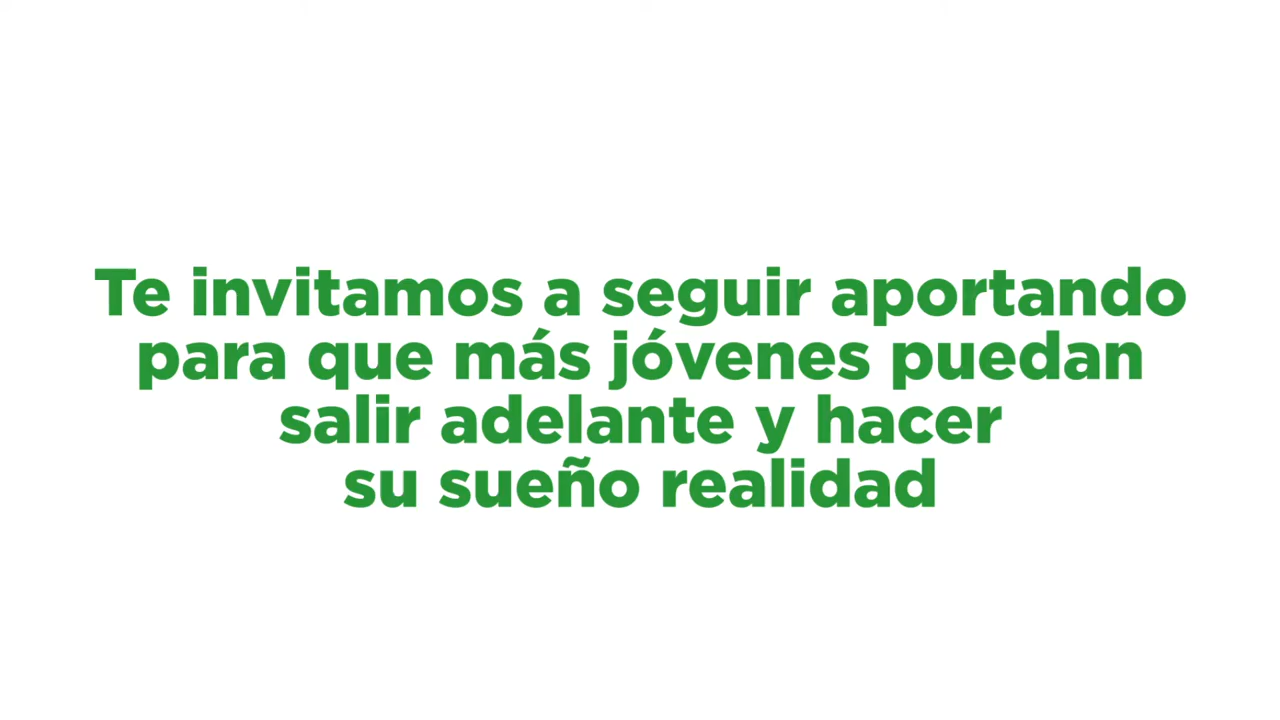 Te invitamos a seguir aportando
para que más jóvenes puedan
salir adelante y hacer
su sueño realidad